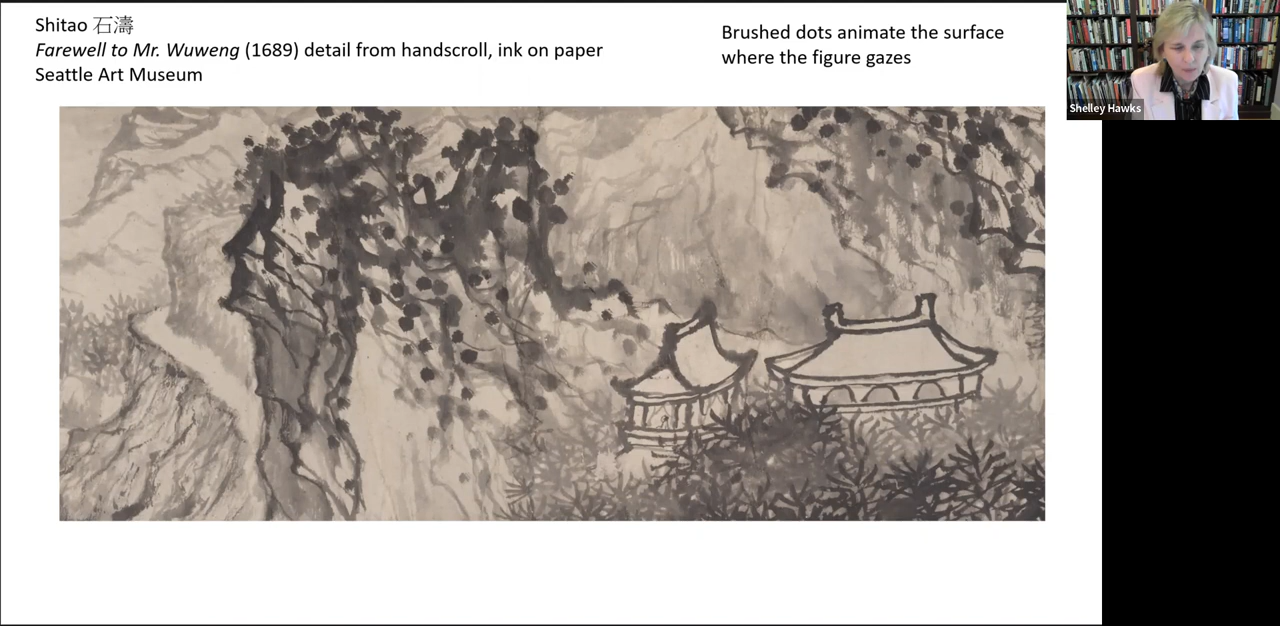 Shitao 石濤
Farewell to Mr. Wuweng (1689) detail from handscroll, ink on paper
Seattle Art Museum
Brushed dots animate the surface
where the figure gazes
Shelley Hawks